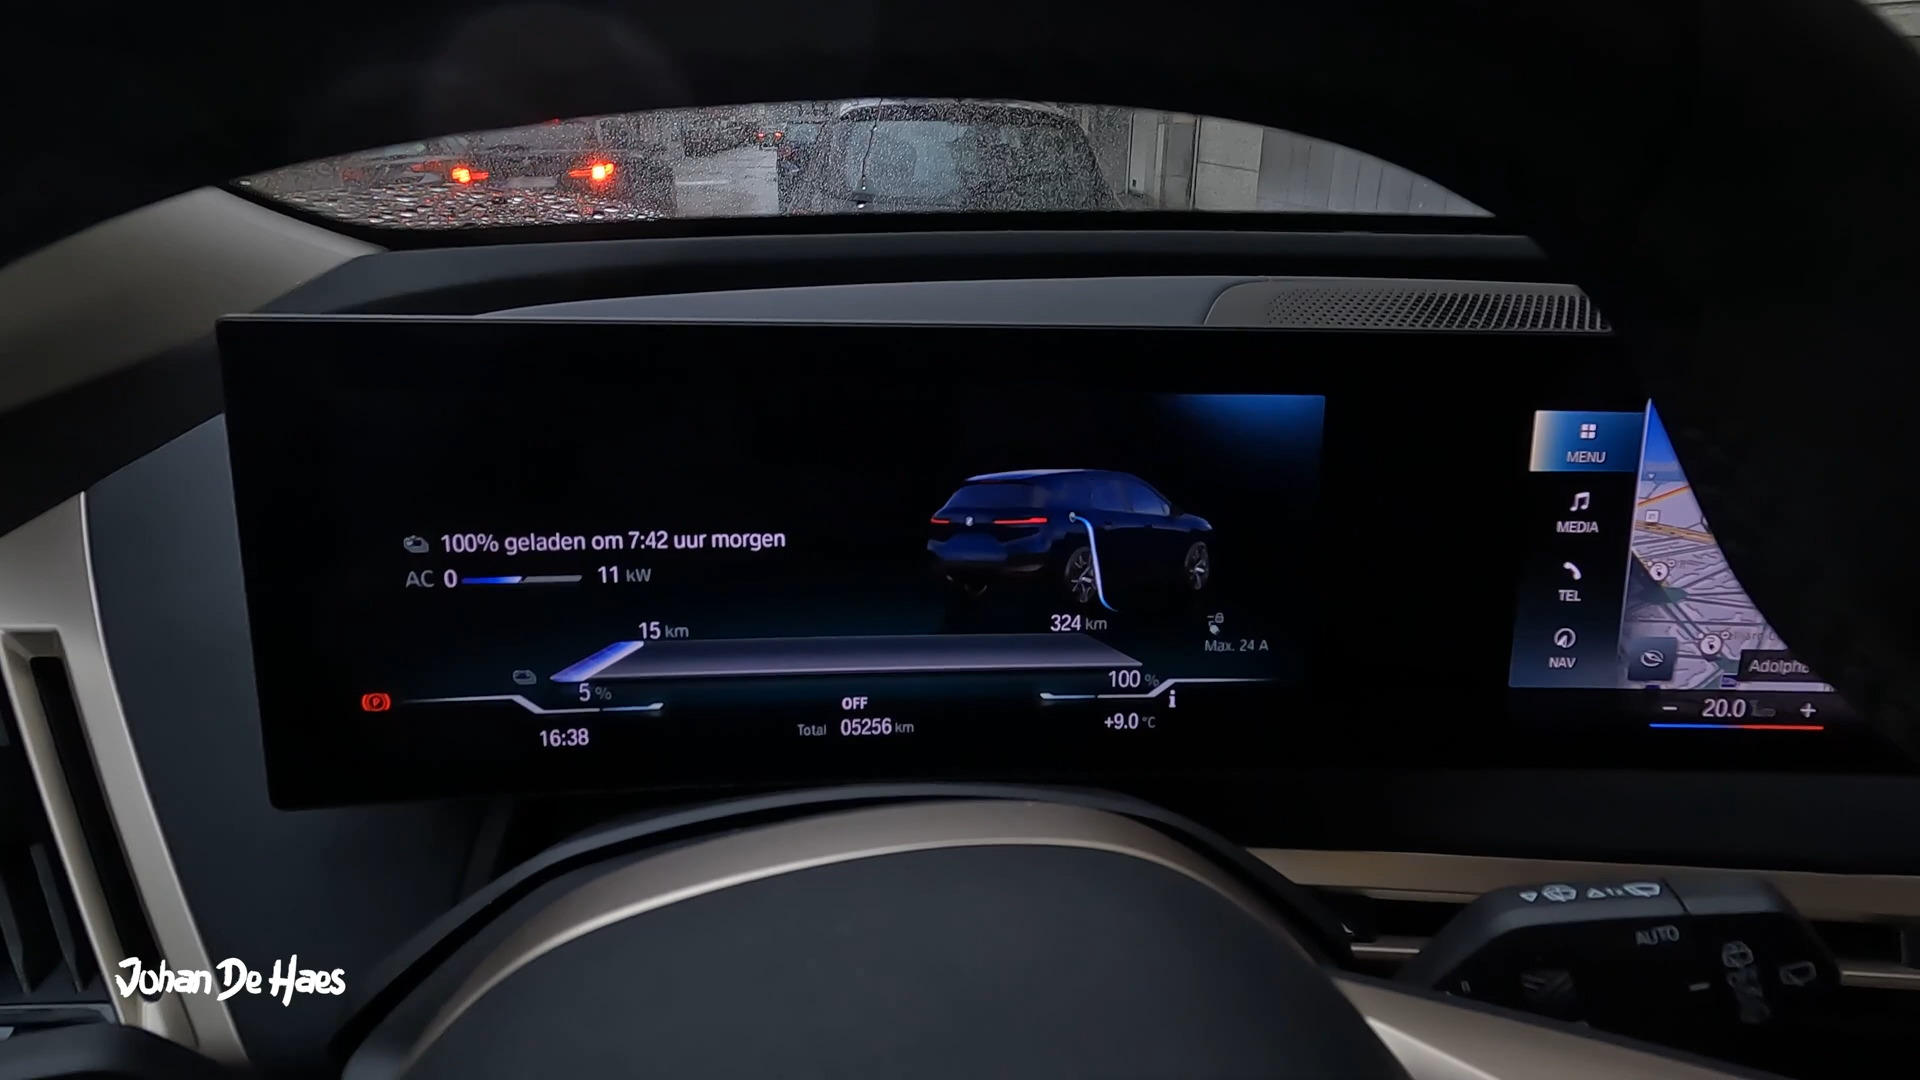 100% geladen om 7:42 uur morgen
AC 0 11 kW
15 km
324 km
Max. 24 A
5 %
100 %
OFF
16:38
Total 05256 km
+9.0 °C
MENU
MEDIA
TEL
NAV
Adolphe
- 20.0 +
AUTO
Johan De Haes